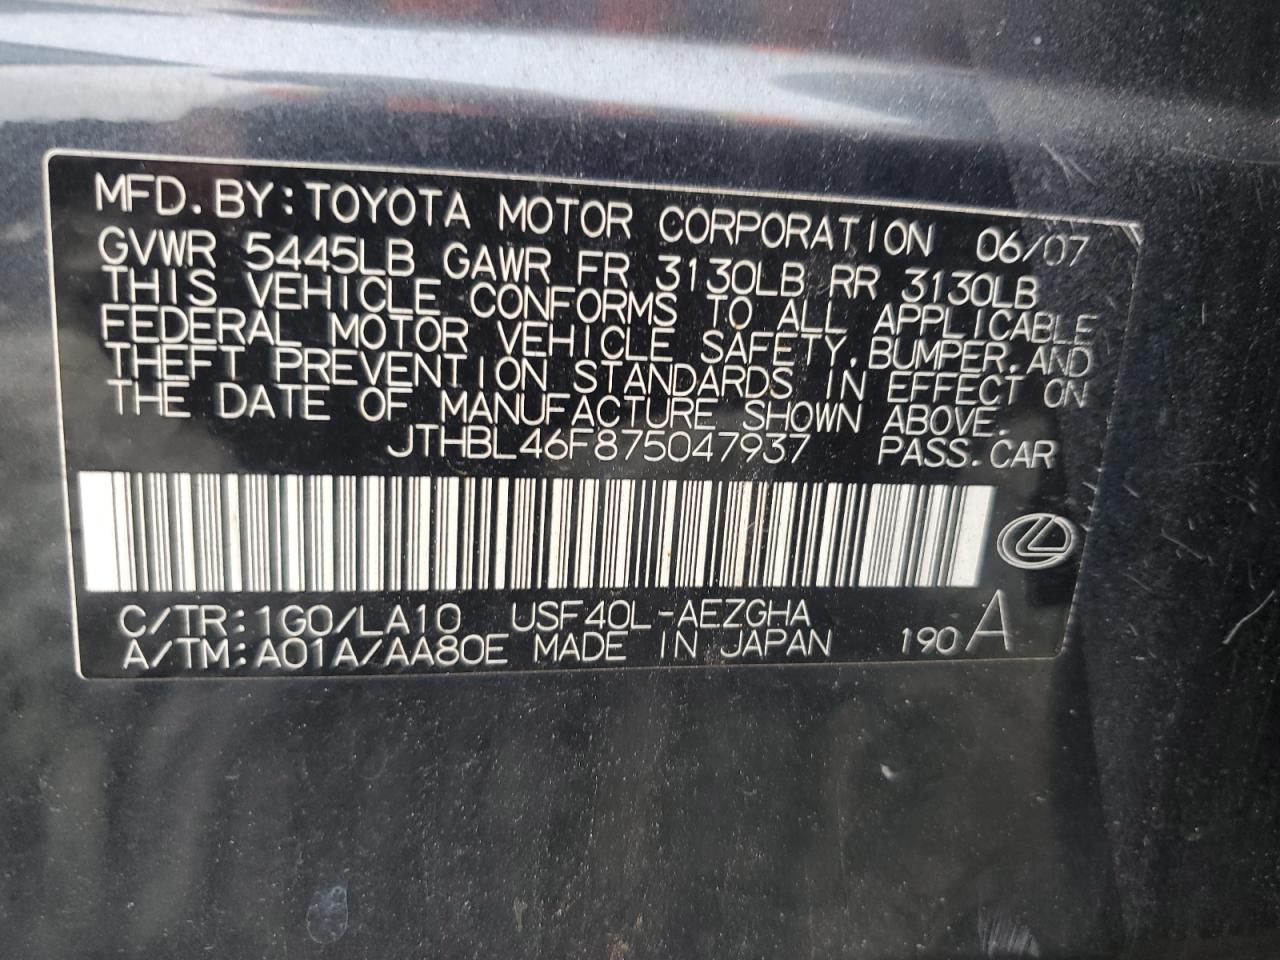 MFD. BY: TOYOTA MOTOR CORPORATION 06/07
GVWR 5445LB GAWR FR 3130LB RR 3130LB
THIS VEHICLE CONFORMS TO ALL APPLICABLE
FEDERAL MOTOR VEHICLE SAFETY, BUMPER, AND
THEFT PREVENTION STANDARDS IN EFFECT ON
THE DATE OF MANUFACTURE SHOWN ABOVE.
JTHBL46F875047937 PASS. CAR
C/TR: 1G0/LA10 USF40L-AEZGHA
A/TM: A01A/AA80E MADE IN JAPAN 190 A